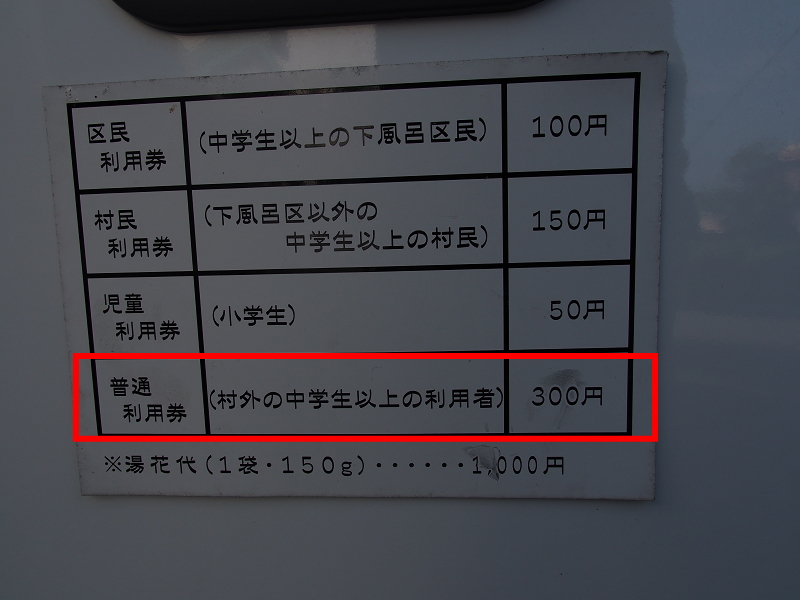 区民
利用券
(中学生以上の下風呂区民)
100円
村民
利用券
(下風呂区以外の
中学生以上の村民)
150円
児童
利用券
(小学生)
50円
普通
利用券
(村外の中学生以上の利用者)
300円
※湯花代(1袋・150g)・・・・・・1,000円